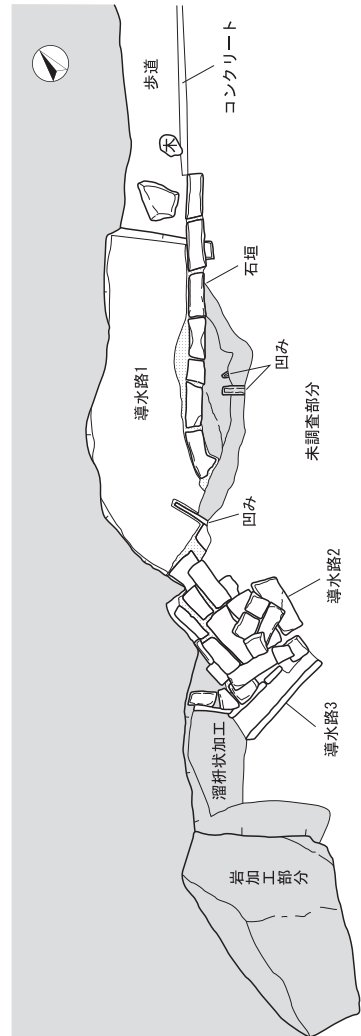 歩道
木
コンクリート
石垣
導水路1
凹み
未調査部分
凹み
導水路2
導水路3
溜枡状加工
岩加工部分